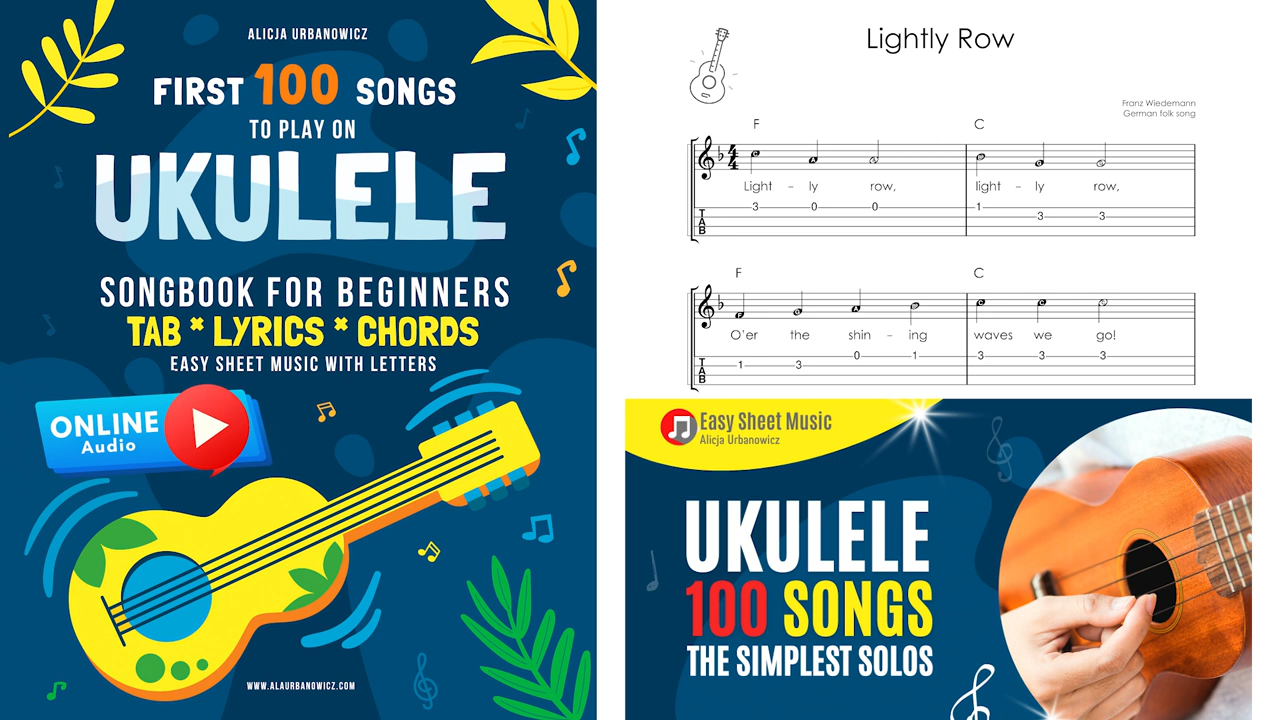 ALICJA URBANOWICZ
FIRST 100 SONGS
TO PLAY ON
UKULELE
SONGBOOK FOR BEGINNERS
TAB * LYRICS * CHORDS
EASY SHEET MUSIC WITH LETTERS
ONLINE
Audio
WWW.ALAURBANOWICZ.COM
Lightly Row
Franz Wiedemann
German folk song
F C
4
4
Light - ly row, light - ly row,
T
A
B
3 0 0 1 3 3
F C
O'er the shin - ing waves we go!
T
A
B
1 3 0 1 3 3 3
Easy Sheet Music
Alicja Urbanowicz
UKULELE
100 SONGS
THE SIMPLEST SOLOS